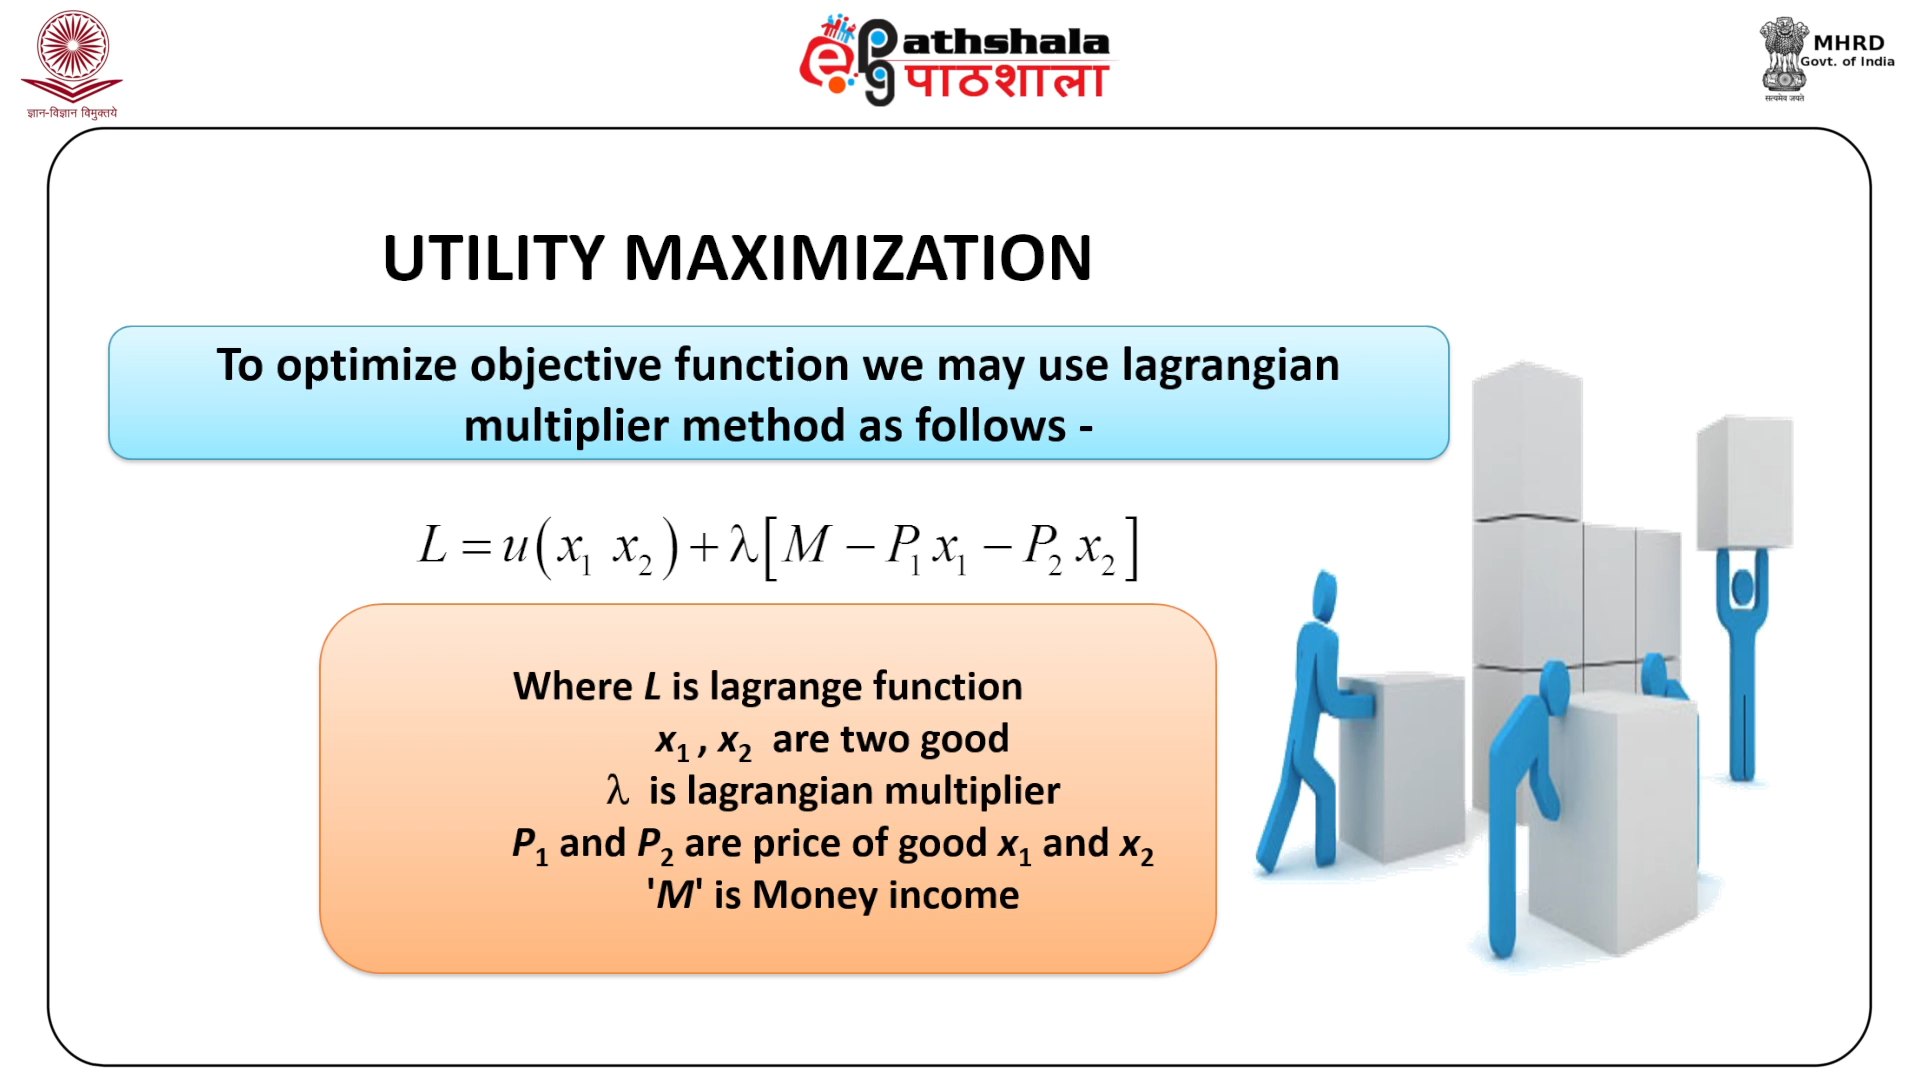 ज्ञान-विज्ञान विमुक्तये
ePg Pathshala
पाठशाला
MHRD
Govt. of India
सत्यमेव जयते
UTILITY MAXIMIZATION
To optimize objective function we may use lagrangian
multiplier method as follows -
L = u(x₁ x₂) + λ[M − P₁x₁ − P₂x₂]
Where L is lagrange function
x₁ , x₂ are two good
λ is lagrangian multiplier
P₁ and P₂ are price of good x₁ and x₂
'M' is Money income